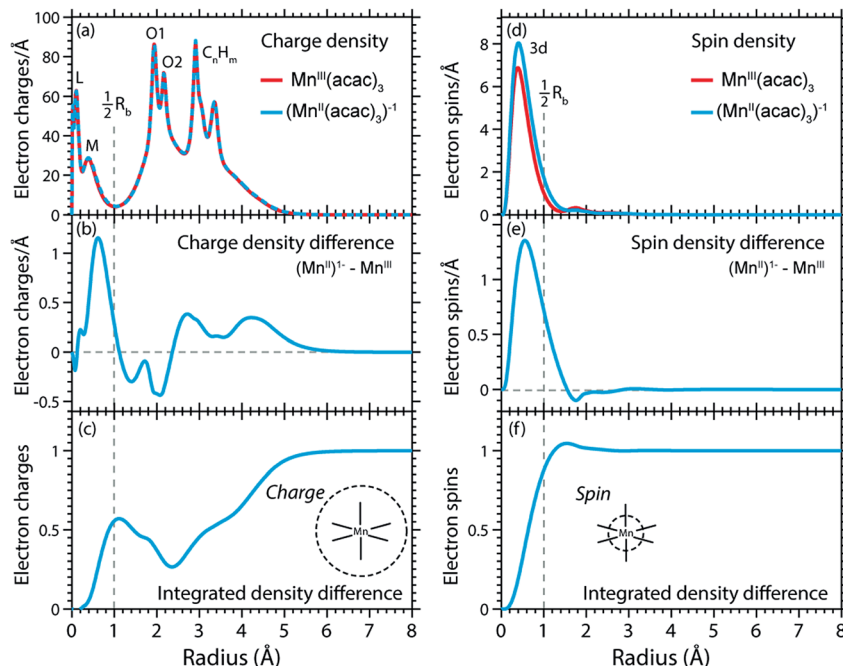 (a)
Charge density
Mn^III(acac)_3
(Mn^II(acac)_3)^-1
L
M
1/2 R_b
O1
O2
C_nH_m
Electron charges/Å
100
80
60
40
20
0
(b)
Charge density difference
(Mn^II)^1- - Mn^III
Electron charges/Å
1
0.5
0
-0.5
(c)
Charge
Mn
Integrated density difference
Electron charges
1
0.5
0
0 1 2 3 4 5 6 7 8
Radius (Å)
(d)
Spin density
Mn^III(acac)_3
(Mn^II(acac)_3)^-1
3d
1/2 R_b
Electron spins/Å
8
6
4
2
0
(e)
Spin density difference
(Mn^II)^1- - Mn^III
Electron spins/Å
1
0.5
0
(f)
Spin
Mn
Integrated density difference
Electron spins
1
0.5
0
0 1 2 3 4 5 6 7 8
Radius (Å)